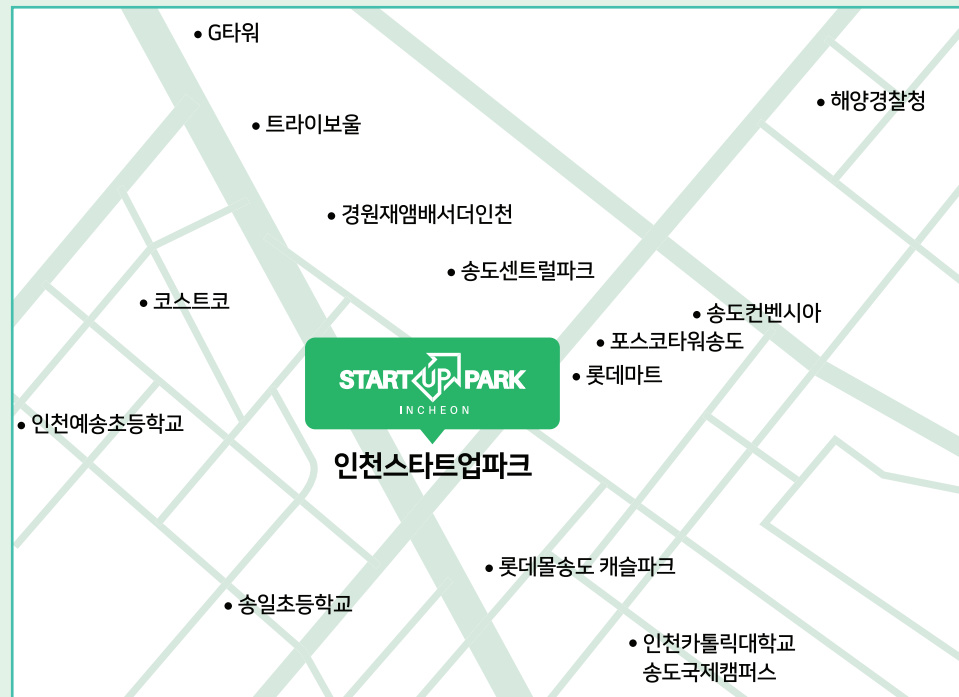 G타워
해양경찰청
트라이보울
경원재앰배서더인천
송도센트럴파크
코스트코
송도컨벤시아
포스코타워송도
롯데마트
START UP PARK
INCHEON
인천예송초등학교
인천스타트업파크
롯데몰송도 캐슬파크
송일초등학교
인천카톨릭대학교
송도국제캠퍼스